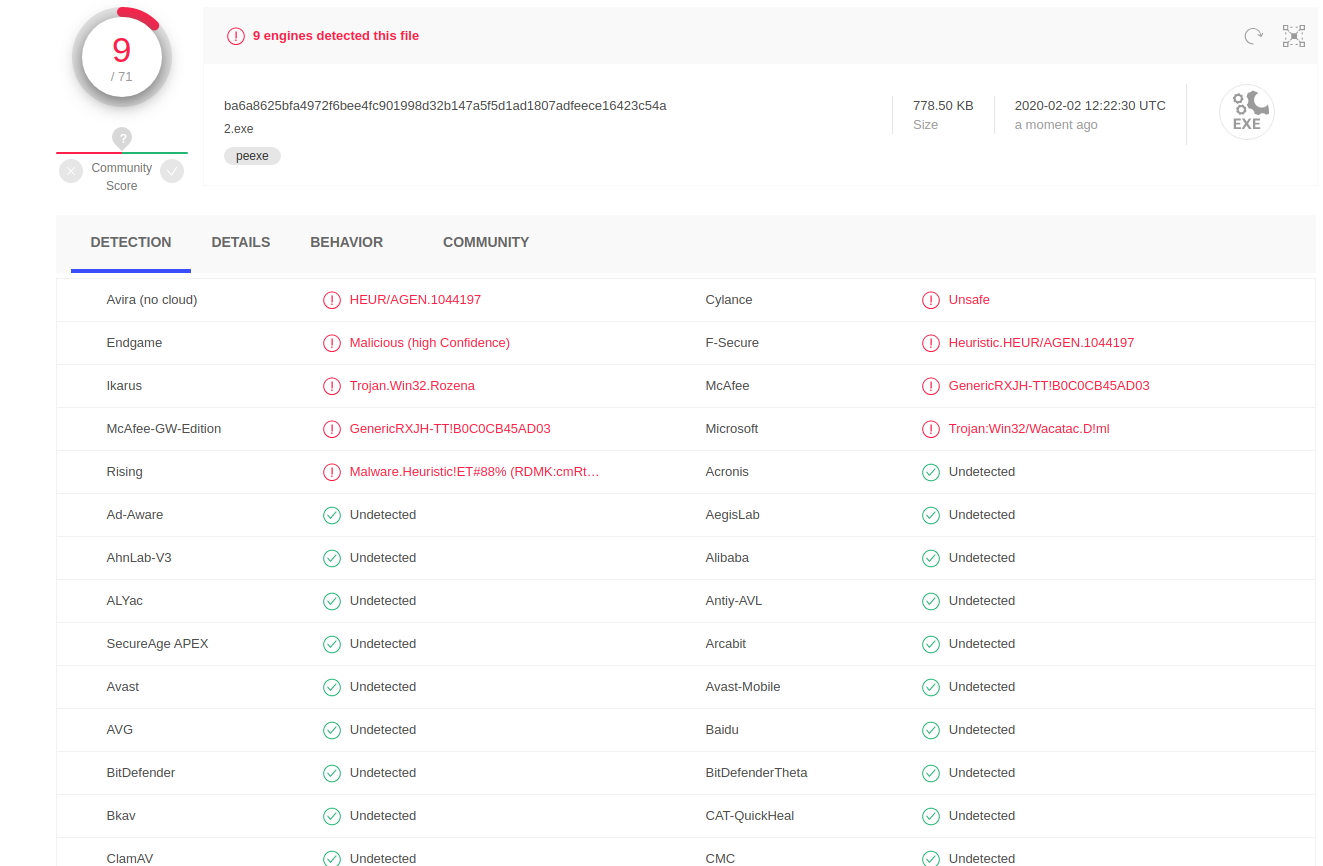 9
/ 71
?
Community
Score
9 engines detected this file
ba6a8625bfa4972f6bee4fc901998d32b147a5f5d1ad1807adfeece16423c54a
2.exe
peexe
778.50 KB
Size
2020-02-02 12:22:30 UTC
a moment ago
EXE
DETECTION DETAILS BEHAVIOR COMMUNITY
Avira (no cloud) HEUR/AGEN.1044197 Cylance Unsafe
Endgame Malicious (high Confidence) F-Secure Heuristic.HEUR/AGEN.1044197
Ikarus Trojan.Win32.Rozena McAfee GenericRXJH-TT!B0C0CB45AD03
McAfee-GW-Edition GenericRXJH-TT!B0C0CB45AD03 Microsoft Trojan:Win32/Wacatac.D!ml
Rising Malware.Heuristic!ET#88% (RDMK:cmRt… Acronis Undetected
Ad-Aware Undetected AegisLab Undetected
AhnLab-V3 Undetected Alibaba Undetected
ALYac Undetected Antiy-AVL Undetected
SecureAge APEX Undetected Arcabit Undetected
Avast Undetected Avast-Mobile Undetected
AVG Undetected Baidu Undetected
BitDefender Undetected BitDefenderTheta Undetected
Bkav Undetected CAT-QuickHeal Undetected
ClamAV Undetected CMC Undetected